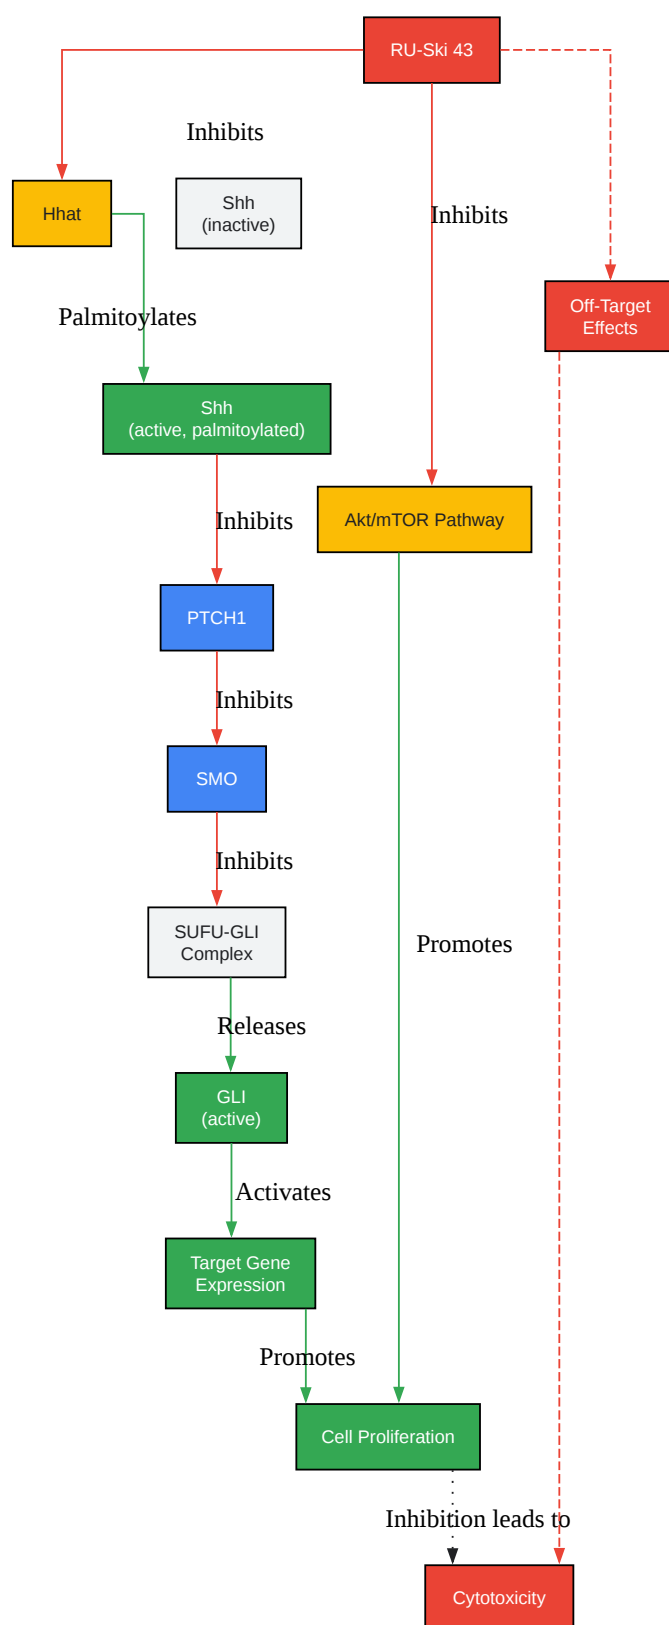 RU-Ski 43
Inhibits
Hhat
Shh
(inactive)
Inhibits
Palmitoylates
Off-Target
Effects
Shh
(active, palmitoylated)
Inhibits
Akt/mTOR Pathway
PTCH1
Inhibits
SMO
Inhibits
SUFU-GLI
Complex
Promotes
Releases
GLI
(active)
Activates
Target Gene
Expression
Promotes
Cell Proliferation
Inhibition leads to
Cytotoxicity